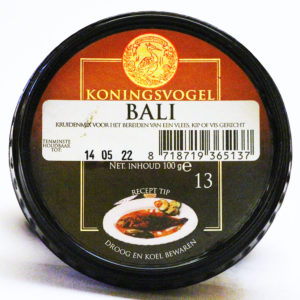 KONINGSVOGEL
BALI
KRUIDENMIX VOOR HET BEREIDEN VAN EEN VLEES, KIP OF VIS GERECHT
TENMINSTE
HOUDBAAR
TOT:
14 05 22
8 718719 365137
NET. INHOUD 100 g e
13
RECEPT TIP
DROOG EN KOEL BEWAREN